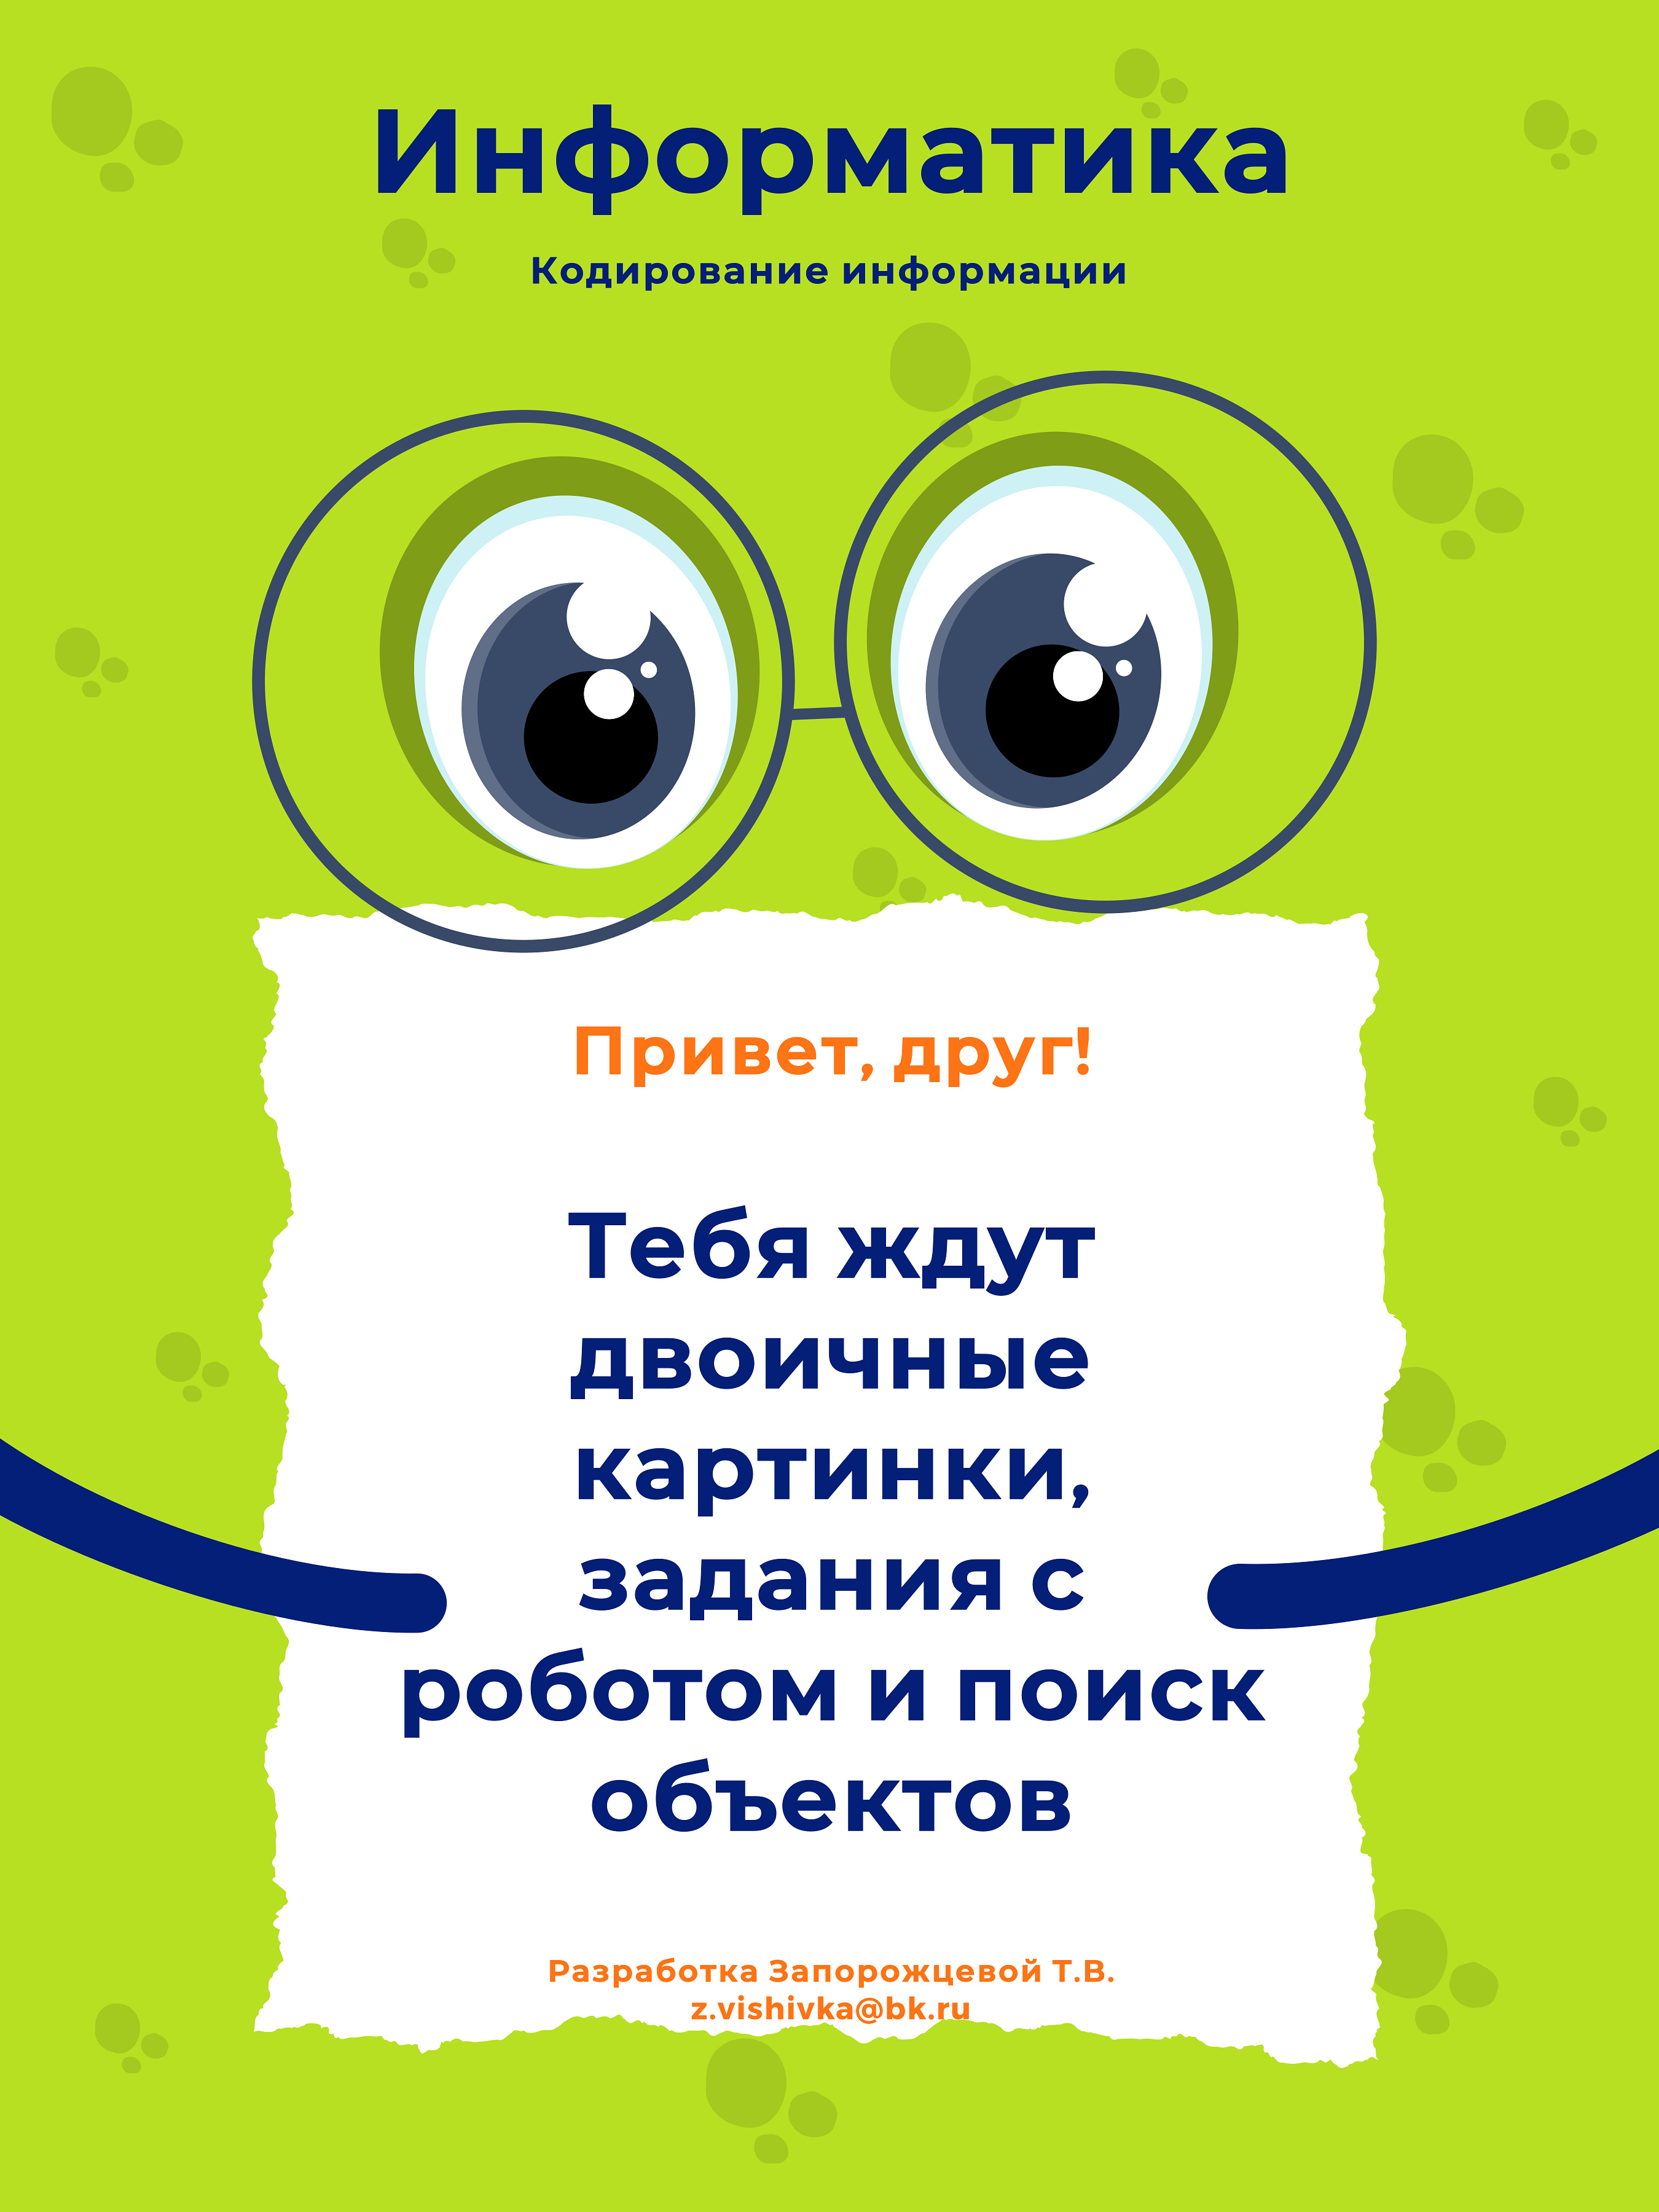 Информатика
Кодирование информации
Привет, друг!
Тебя ждут
двоичные
картинки,
задания с
роботом и поиск
объектов
Разработка Запорожцевой Т.В.
z.vishivka@bk.ru